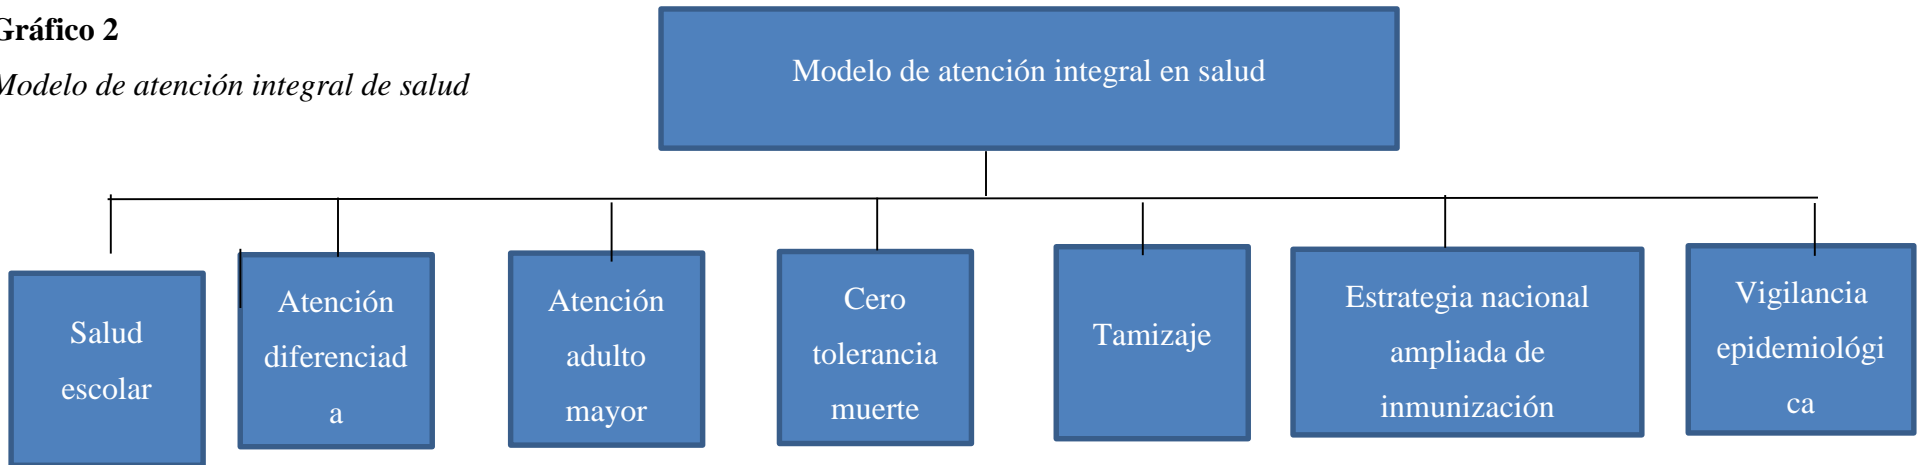 Gráfico 2
Modelo de atención integral de salud
Modelo de atención integral en salud
Salud
escolar
Atención
diferenciad
a
Atención
adulto
mayor
Cero
tolerancia
muerte
Tamizaje
Estrategia nacional
ampliada de
inmunización
Vigilancia
epidemiológi
ca